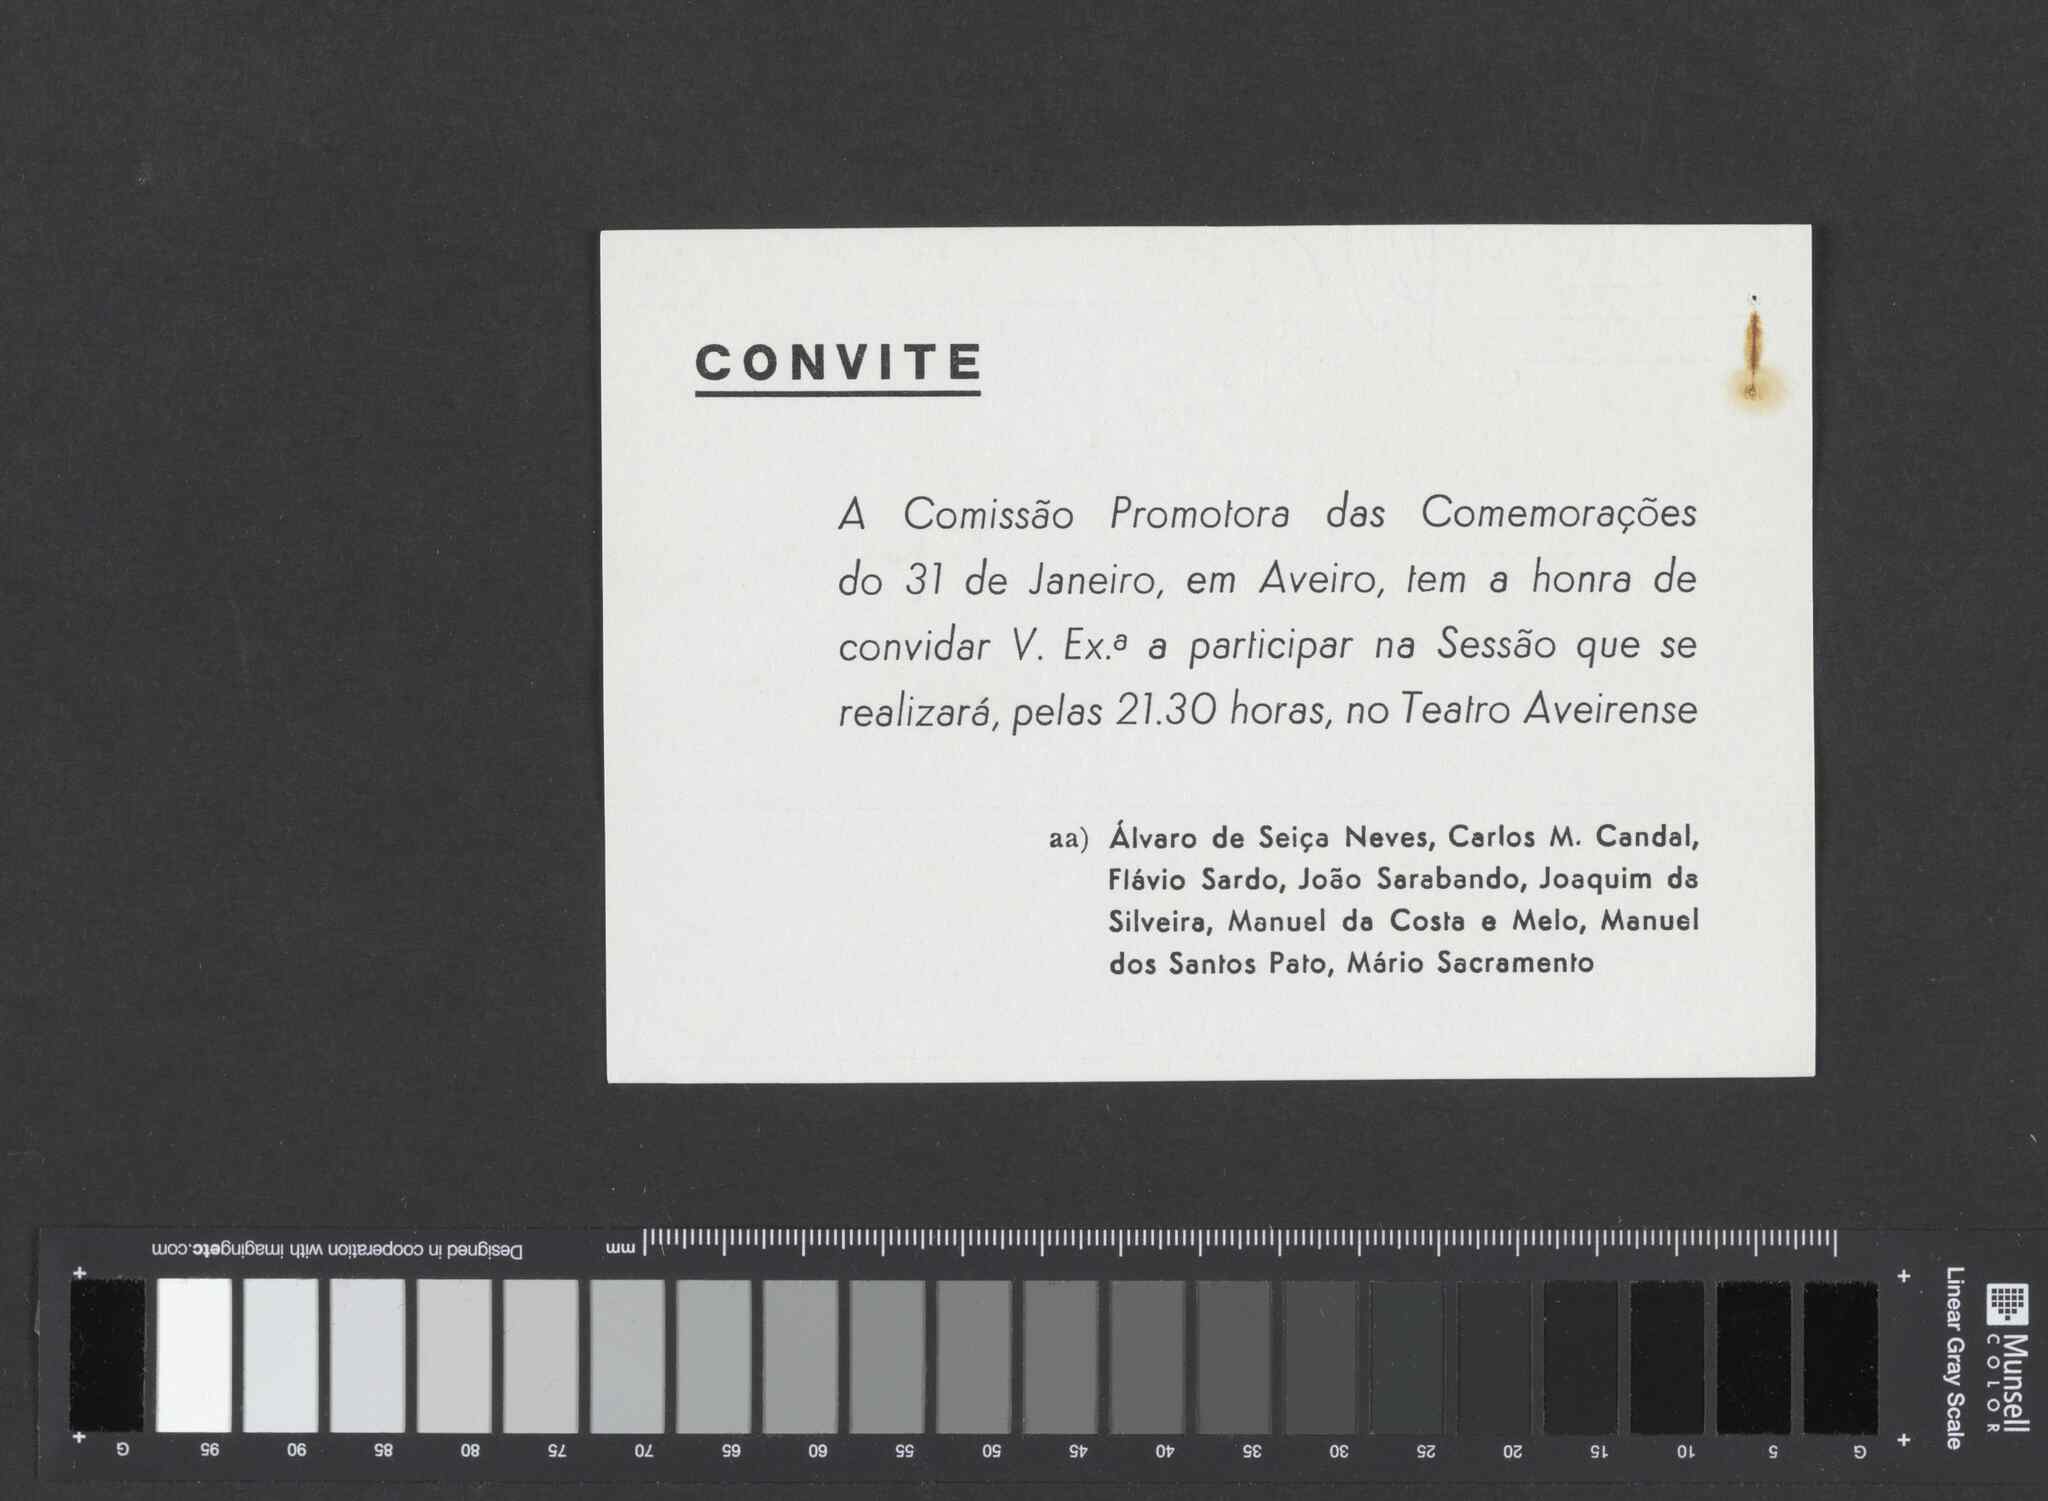 CONVITE
A Comissão Promotora das Comemorações
do 31 de Janeiro, em Aveiro, tem a honra de
convidar V. Ex.ª a participar na Sessão que se
realizará, pelas 21.30 horas, no Teatro Aveirense
aa) Álvaro de Seiça Neves, Carlos M. Candal,
Flávio Sardo, João Sarabando, Joaquim da
Silveira, Manuel da Costa e Melo, Manuel
dos Santos Pato, Mário Sacramento
Designed in cooperation with imagingetc.com
mm
G 95 90 85 80 75 70 65 60 55 50 45 40 35 30 25 20 15 10 5 G
Linear Gray Scale
Munsell
COLOR